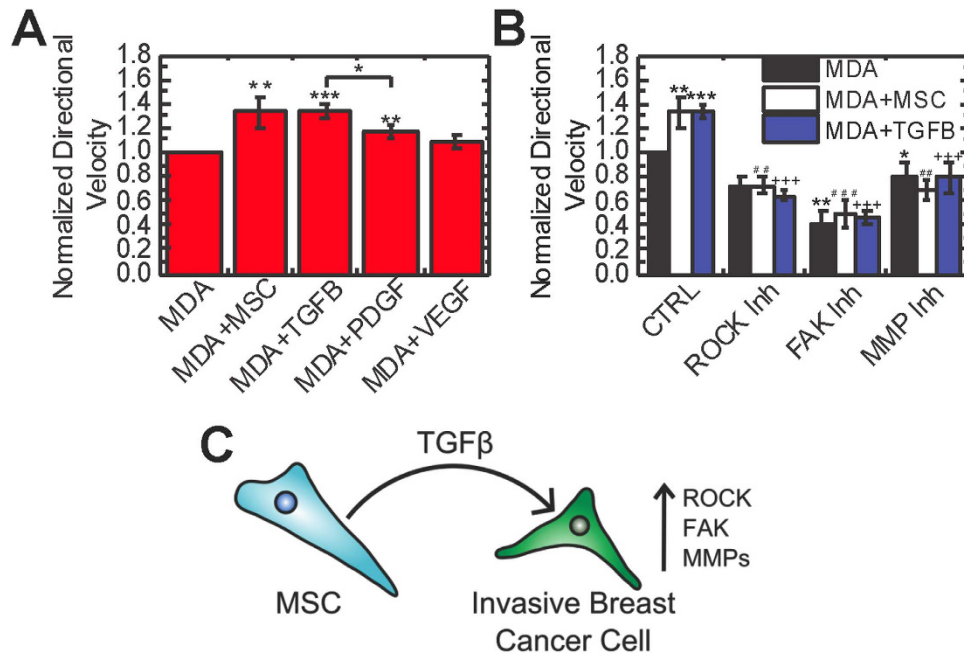 A
Normalized Directional
Velocity
1.8
1.6
1.4
1.2
1.0
0.8
0.6
0.4
0.2
0.0
**
***
*
**
MDA
MDA+MSC
MDA+TGFB
MDA+PDGF
MDA+VEGF
B
Normalized Directional
Velocity
1.8
1.6
1.4
1.2
1.0
0.8
0.6
0.4
0.2
0.0
MDA
MDA+MSC
MDA+TGFB
** ***
## +++
** ### +++
* ## +++
CTRL
ROCK Inh
FAK Inh
MMP Inh
C
TGFβ
MSC
Invasive Breast
Cancer Cell
ROCK
FAK
MMPs